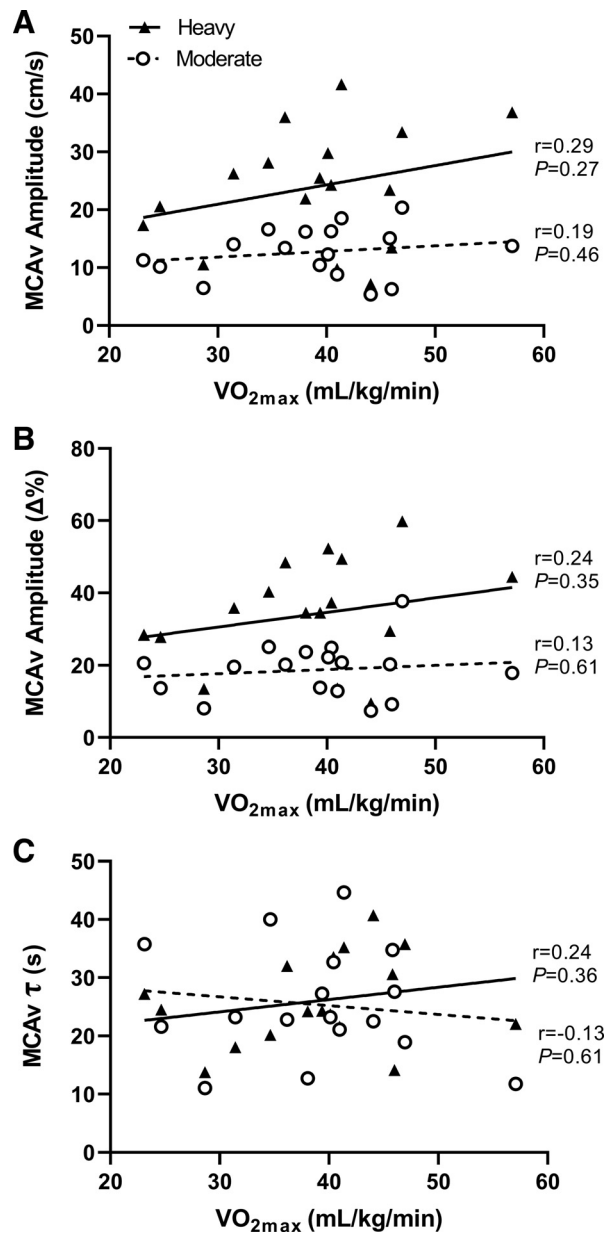 A
Heavy
Moderate
MCAv Amplitude (cm/s)
50
40
30
20
10
0
r=0.29
P=0.27
r=0.19
P=0.46
20 30 40 50 60
VO2max (mL/kg/min)
B
MCAv Amplitude (Δ%)
80
60
40
20
0
r=0.24
P=0.35
r=0.13
P=0.61
20 30 40 50 60
VO2max (mL/kg/min)
C
MCAv τ (s)
50
40
30
20
10
0
r=0.24
P=0.36
r=-0.13
P=0.61
20 30 40 50 60
VO2max (mL/kg/min)